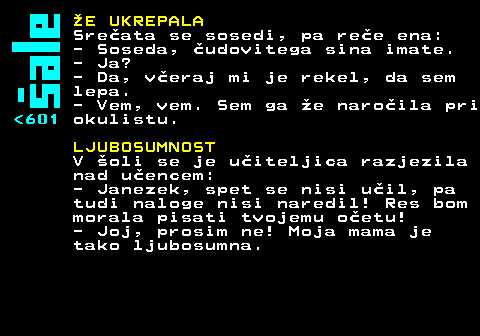 Šale
ŽE UKREPALA
Srečata se sosedi, pa reče ena:
- Soseda, čudovitega sina imate.
- Ja?
- Da, včeraj mi je rekel, da sem
lepa.
- Vem, vem. Sem ga že naročila pri
<601 okulistu.
LJUBOSUMNOST
V šoli se je učiteljica razjezila
nad učencem:
- Janezek, spet se nisi učil, pa
tudi naloge nisi naredil! Res bom
morala pisati tvojemu očetu!
- Joj, prosim ne! Moja mama je
tako ljubosumna.